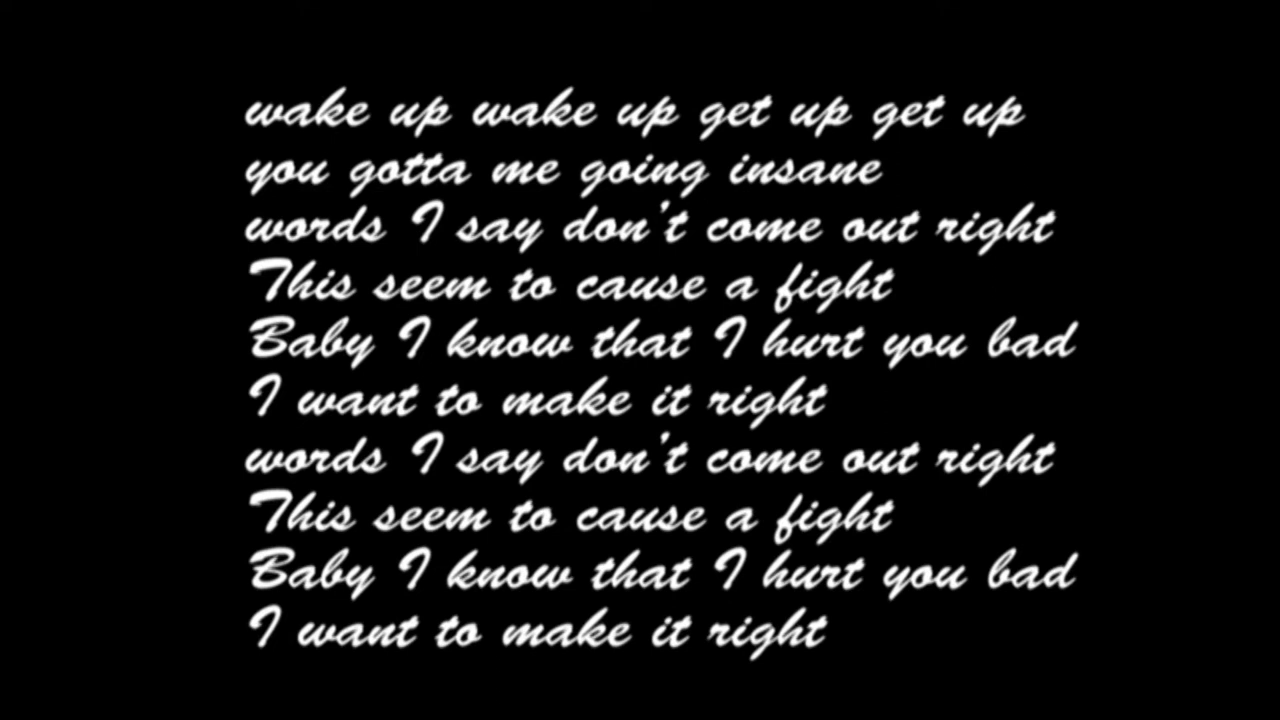 wake up wake up get up get up
you gotta me going insane
words I say don't come out right
This seem to cause a fight
Baby I know that I hurt you bad
I want to make it right
words I say don't come out right
This seem to cause a fight
Baby I know that I hurt you bad
I want to make it right